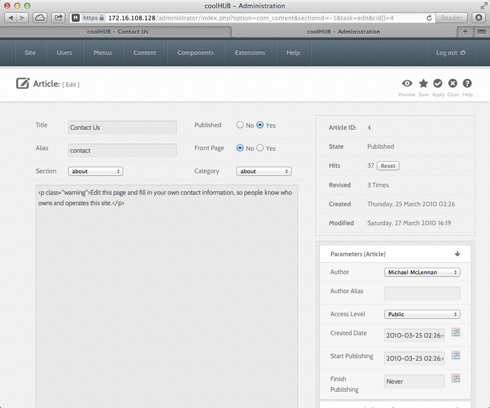 coolHUB – Administration
https 172.16.108.128/administrator/index.php?option=com_content&sectionid=-1&task=edit&cid[]=4
Reader
coolHUB – Contact Us
coolHUB – Administration
Site Users Menus Content Components Extensions Help Log out
Article: [ Edit ]
Preview Save Apply Close Help
Title Contact Us Published No Yes
Alias contact Front Page No Yes
Section about Category about
<p class="warning">Edit this page and fill in your own contact information, so people know who
owns and operates this site.</p>
Article ID: 4
State Published
Hits 37 Reset
Revised 3 Times
Created Thursday, 25 March 2010 02:26
Modified Saturday, 27 March 2010 16:19
Parameters (Article)
Author Michael McLennan
Author Alias
Access Level Public
Created Date 2010-03-25 02:26:
Start Publishing 2010-03-25 02:26:
Finish
Publishing
Never